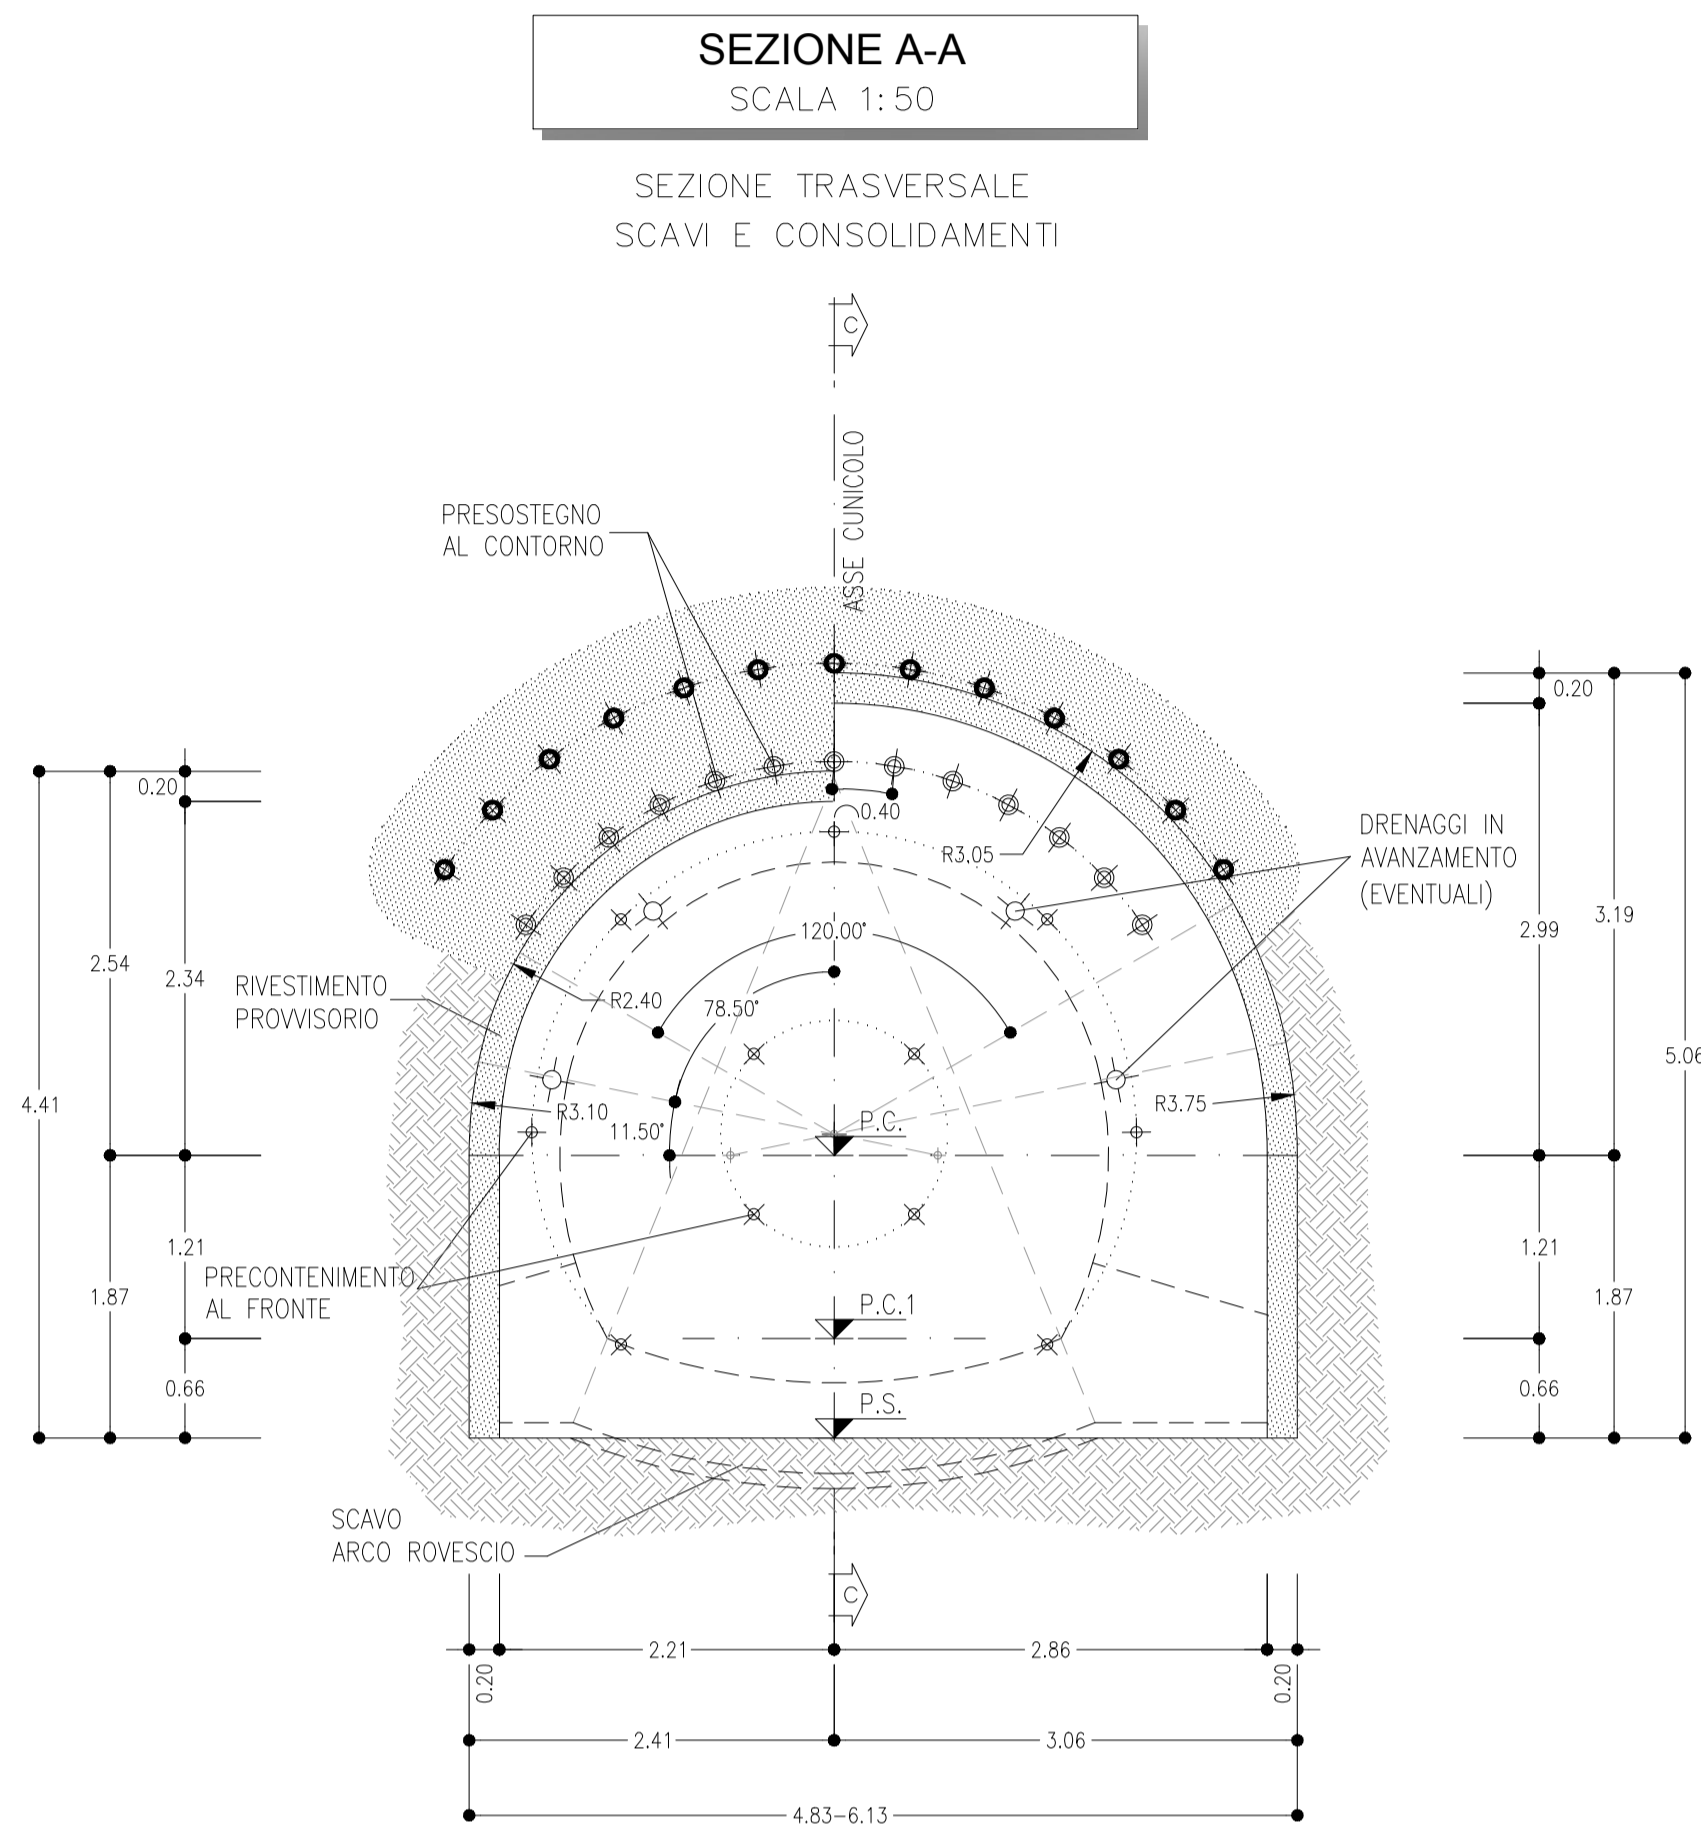 SEZIONE A-A
SCALA 1:50
SEZIONE TRASVERSALE
SCAVI E CONSOLIDAMENTI
C
ASSE CUNICOLO
PRESOSTEGNO
AL CONTORNO
0.20
0.20
0.40
R3.05
DRENAGGI IN
AVANZAMENTO
(EVENTUALI)
120.00°
78.50°
11.50°
R2.40
RIVESTIMENTO
PROVVISORIO
2.54
2.34
2.99
3.19
4.41
5.06
R3.10
R3.75
P.C.
1.21
1.87
1.21
1.87
PRECONTENIMENTO
AL FRONTE
P.C.1
0.66
0.66
P.S.
SCAVO
ARCO ROVESCIO
C
2.21
2.86
0.20
0.20
2.41
3.06
4.83-6.13